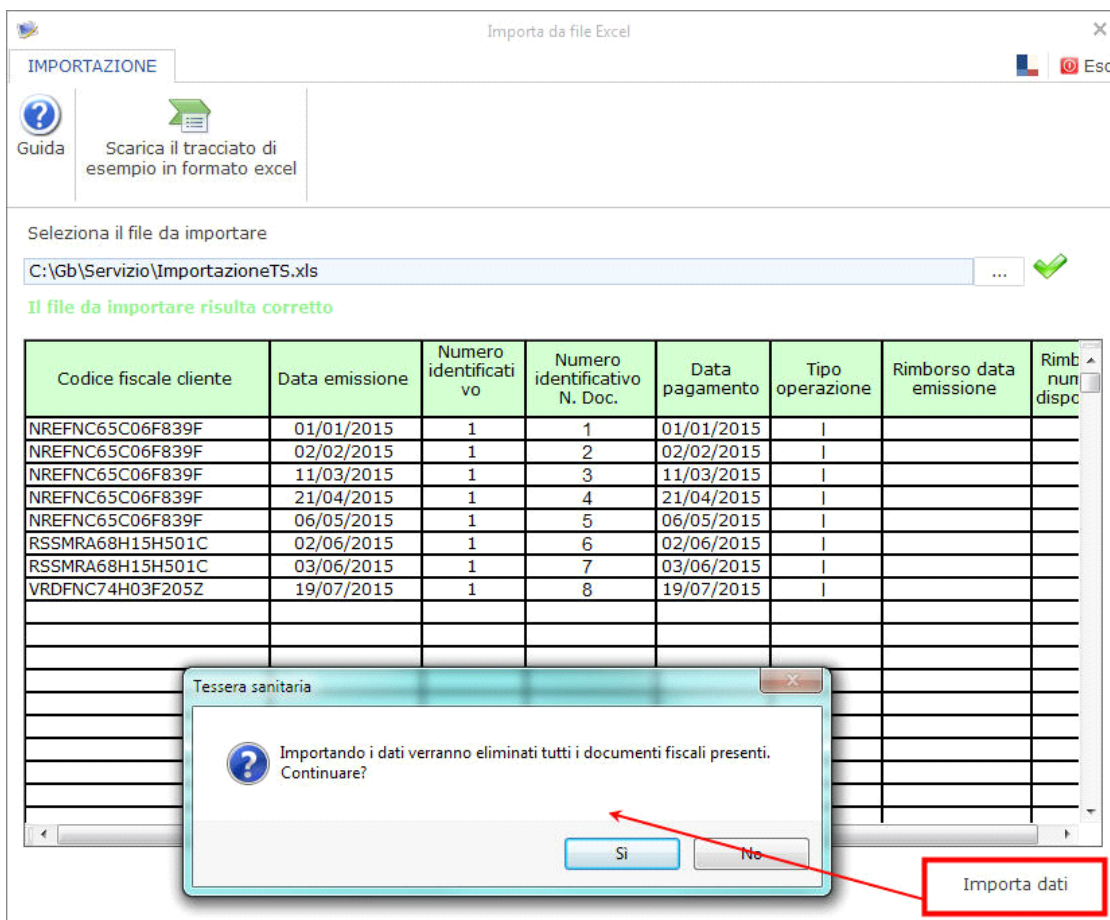 Importa da file Excel
IMPORTAZIONE
Esc
Guida
Scarica il tracciato di
esempio in formato excel
Seleziona il file da importare
C:\Gb\Servizio\ImportazioneTS.xls
...
Il file da importare risulta corretto
Codice fiscale cliente Data emissione Numero identificati vo Numero identificativo N. Doc. Data pagamento Tipo operazione Rimborso data emissione Rimb num dispo
NREFNC65C06F839F 01/01/2015 1 1 01/01/2015 I
NREFNC65C06F839F 02/02/2015 1 2 02/02/2015 I
NREFNC65C06F839F 11/03/2015 1 3 11/03/2015 I
NREFNC65C06F839F 21/04/2015 1 4 21/04/2015 I
NREFNC65C06F839F 06/05/2015 1 5 06/05/2015 I
RSSMRA68H15H501C 02/06/2015 1 6 02/06/2015 I
RSSMRA68H15H501C 03/06/2015 1 7 03/06/2015 I
VRDFNC74H03F205Z 19/07/2015 1 8 19/07/2015 I
Tessera sanitaria
Importando i dati verranno eliminati tutti i documenti fiscali presenti.
Continuare?
Sì No
Importa dati